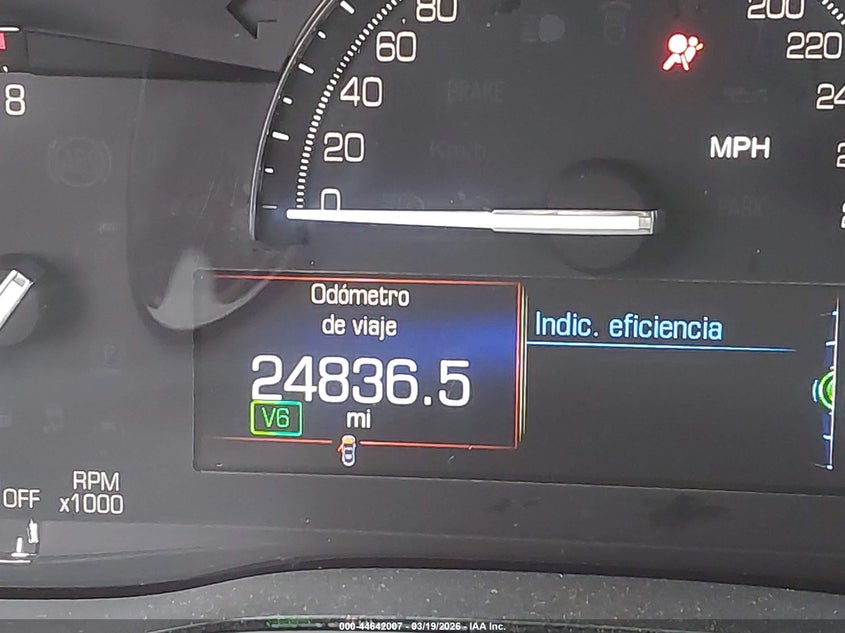 80
60
40
20
0
200
220
MPH
8
Odómetro
de viaje
24836.5
V6
mi
Indic. eficiencia
OFF
RPM
x1000
000-44642007 - 03/19/2026 - IAA Inc.